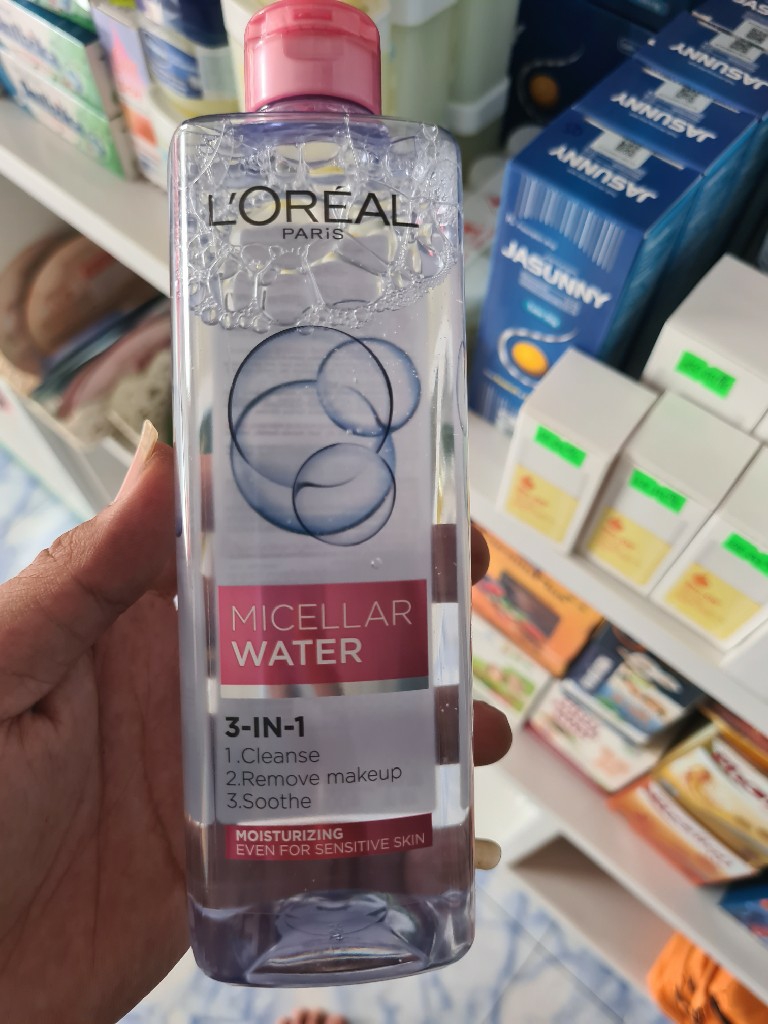 L'ORÉAL
PARiS
MICELLAR
WATER
3-IN-1
1.Cleanse
2.Remove makeup
3.Soothe
MOISTURIZING
EVEN FOR SENSITIVE SKIN
JASUNNY
JASUNNY
JASUNNY
JASUNNY